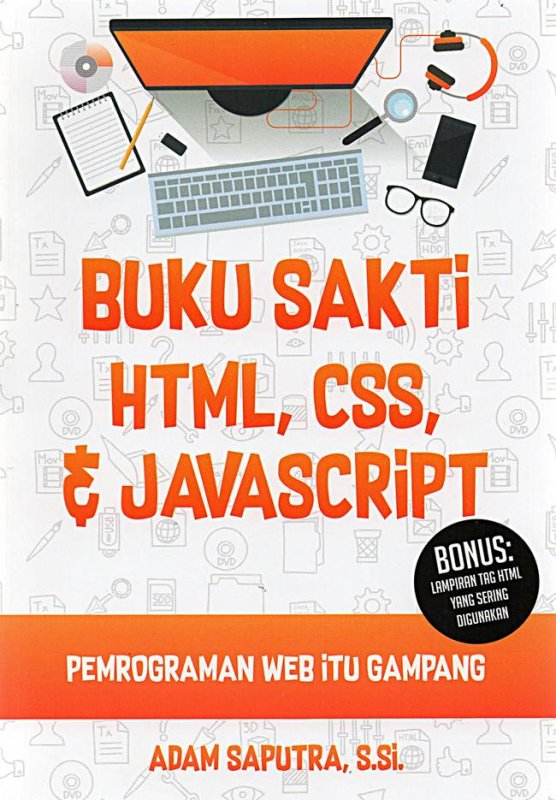 BUKU SAKTi
HTML, CSS,
& JAVASCRiPT
BONUS:
LAMPIRAN TAG HTML
YANG SERING
DIGUNAKAN
PEMROGRAMAN WEB iTU GAMPANG
ADAM SAPUTRA, S.Si.